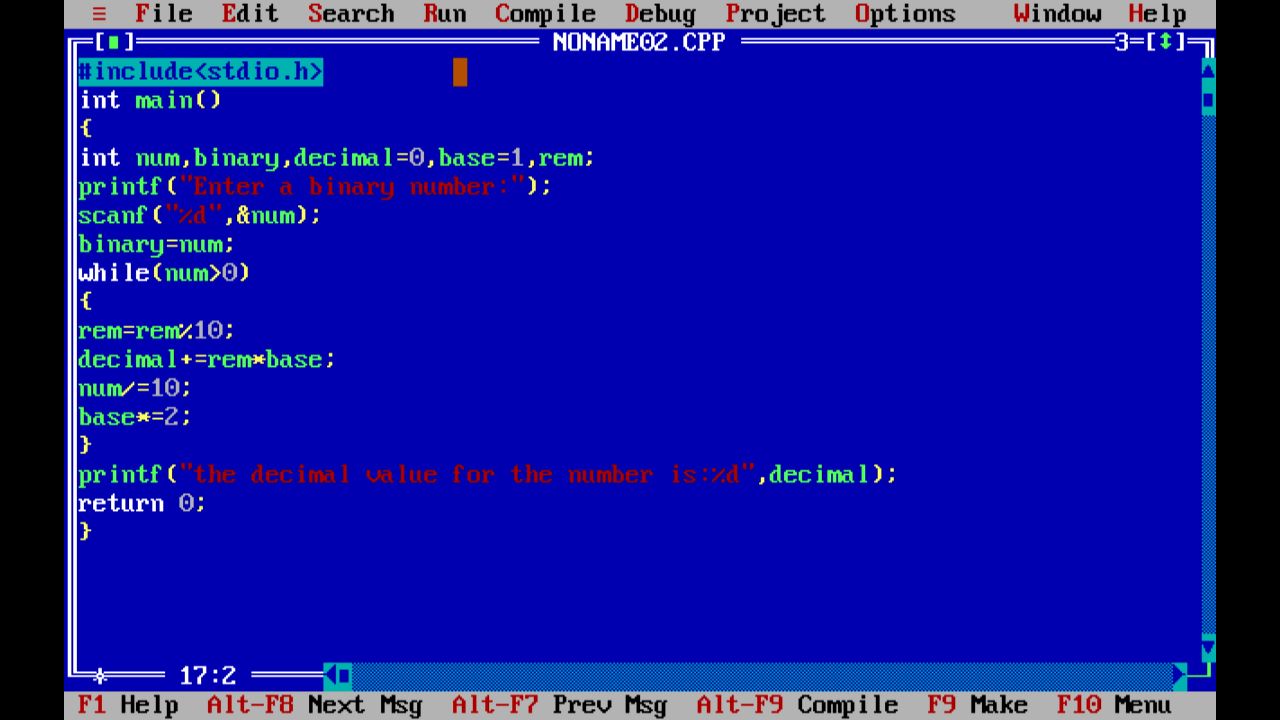 ≡ File Edit Search Run Compile Debug Project Options Window Help
[■] NONAME02.CPP 3=[↕]
#include<stdio.h>
int main()
{
int num,binary,decimal=0,base=1,rem;
printf("Enter a binary number:");
scanf("%d",&num);
binary=num;
while(num>0)
{
rem=rem%10;
decimal+=rem*base;
num/=10;
base*=2;
}
printf("the decimal value for the number is:%d",decimal);
return 0;
}
17:2
F1 Help Alt-F8 Next Msg Alt-F7 Prev Msg Alt-F9 Compile F9 Make F10 Menu